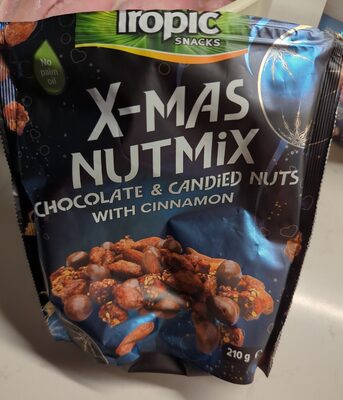 Tropic
SNACKS
No
palm
oil
X-MAS
NUTMiX
CHOCOLATE & CANDiED NUTS
WITH CINNAMON
210 g